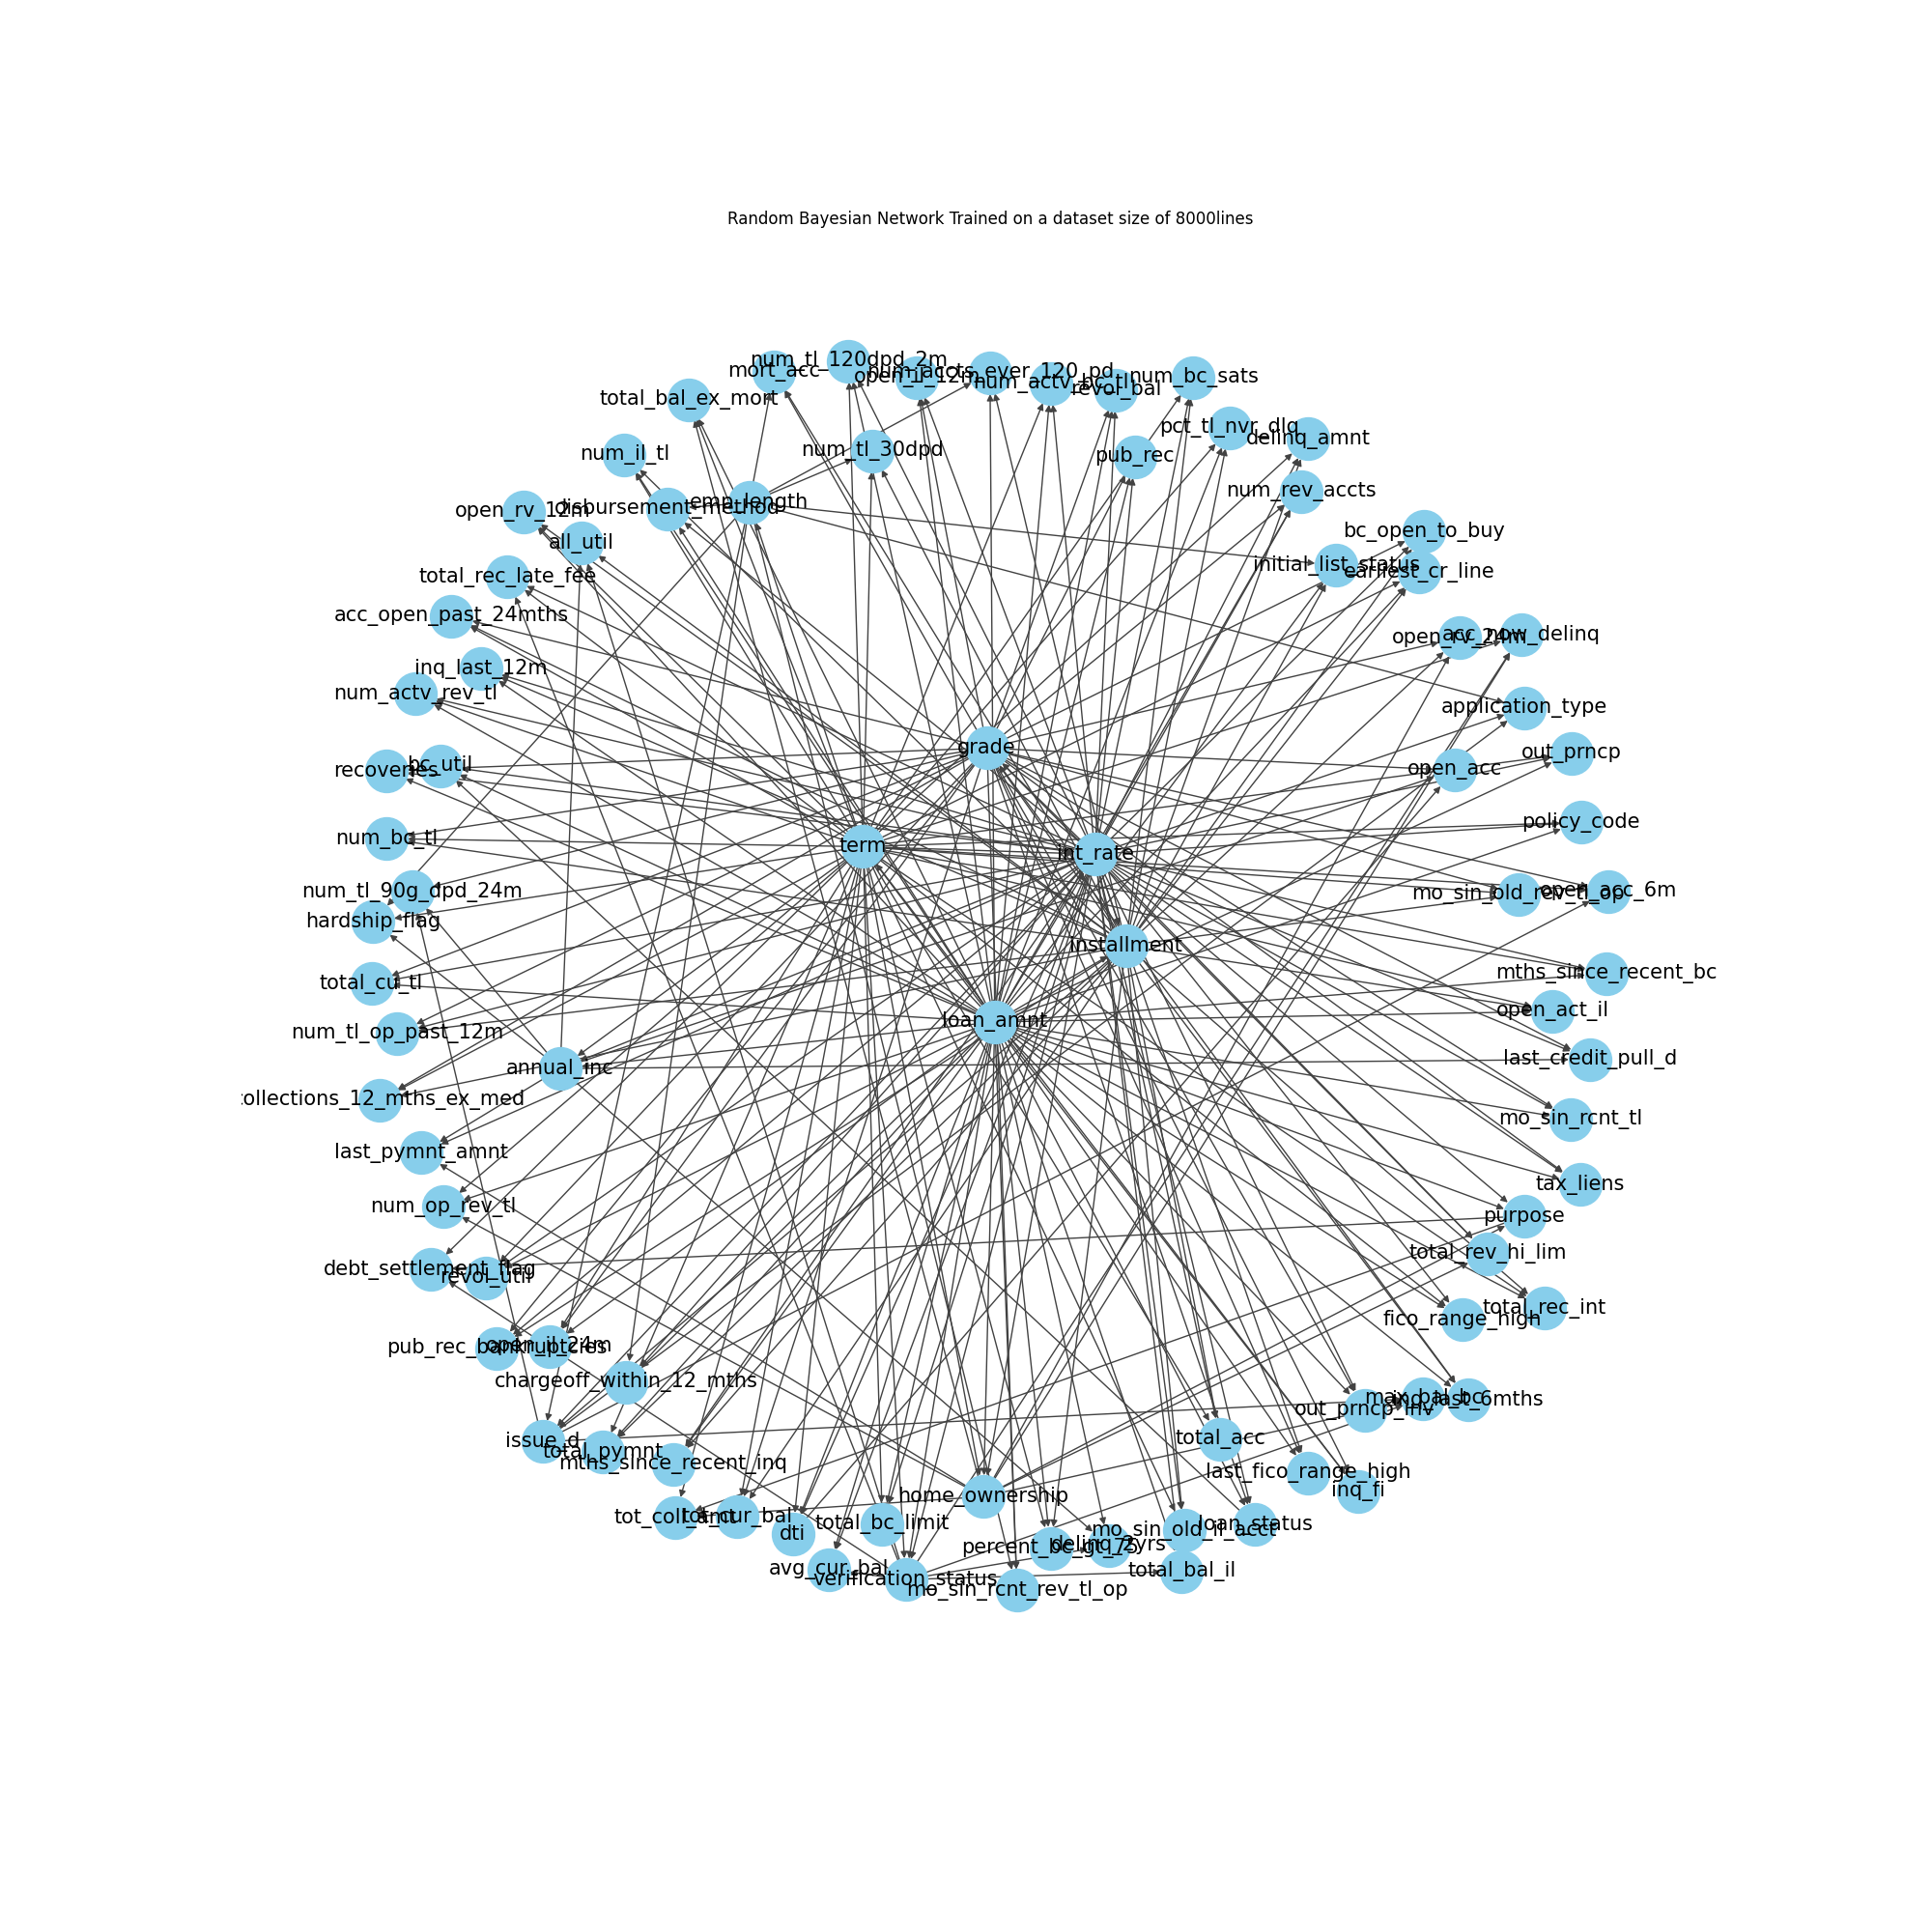 Random Bayesian Network Trained on a dataset size of 8000lines
num_tl_120dpd_2m
mort_acc
open_il_12m
num_accts_ever_120_pd
num_actv_bc_tl
revol_bal
num_bc_sats
total_bal_ex_mort
pct_tl_nvr_dlq
delinq_amnt
num_il_tl
num_tl_30dpd
pub_rec
num_rev_accts
open_rv_12m
disbursement_method
emp_length
bc_open_to_buy
all_util
initial_list_status
earliest_cr_line
total_rec_late_fee
acc_open_past_24mths
open_rv_24m
acc_now_delinq
inq_last_12m
num_actv_rev_tl
application_type
grade
out_prncp
recoveries
bc_util
open_acc
policy_code
num_bc_tl
term
int_rate
num_tl_90g_dpd_24m
mo_sin_old_rev_tl_op
open_acc_6m
hardship_flag
installment
mths_since_recent_bc
total_cu_tl
open_act_il
loan_amnt
num_tl_op_past_12m
last_credit_pull_d
annual_inc
collections_12_mths_ex_med
mo_sin_rcnt_tl
last_pymnt_amnt
tax_liens
num_op_rev_tl
purpose
total_rev_hi_lim
debt_settlement_flag
revol_util
total_rec_int
fico_range_high
pub_rec_bankruptcies
open_il_24m
chargeoff_within_12_mths
max_bal_bc
inq_last_6mths
out_prncp_inv
issue_d
total_pymnt
total_acc
mths_since_recent_inq
last_fico_range_high
inq_fi
home_ownership
tot_coll_amt
tot_cur_bal
total_bc_limit
dti
mo_sin_old_il_acct
loan_status
percent_bc_gt_75
delinq_2yrs
avg_cur_bal
verification_status
total_bal_il
mo_sin_rcnt_rev_tl_op